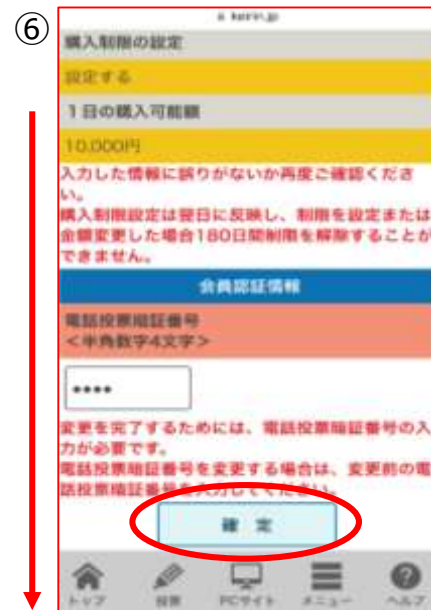 ⑥
keirin.jp
購入制限の設定
設定する
1日の購入可能額
10,000円
入力した情報に誤りがないか再度ご確認くださ
い。
購入制限設定は翌日に反映し、制限を設定または
金額変更した場合180日間制限を解除することが
できません。
会員認証情報
電話投票暗証番号
<半角数字4文字>
••••
変更を完了するためには、電話投票暗証番号の入
力が必要です。
電話投票暗証番号を変更する場合は、変更前の電
話投票暗証番号を入力してください。
確 定
トップ
投票
PCサイト
メニュー
ヘルプ